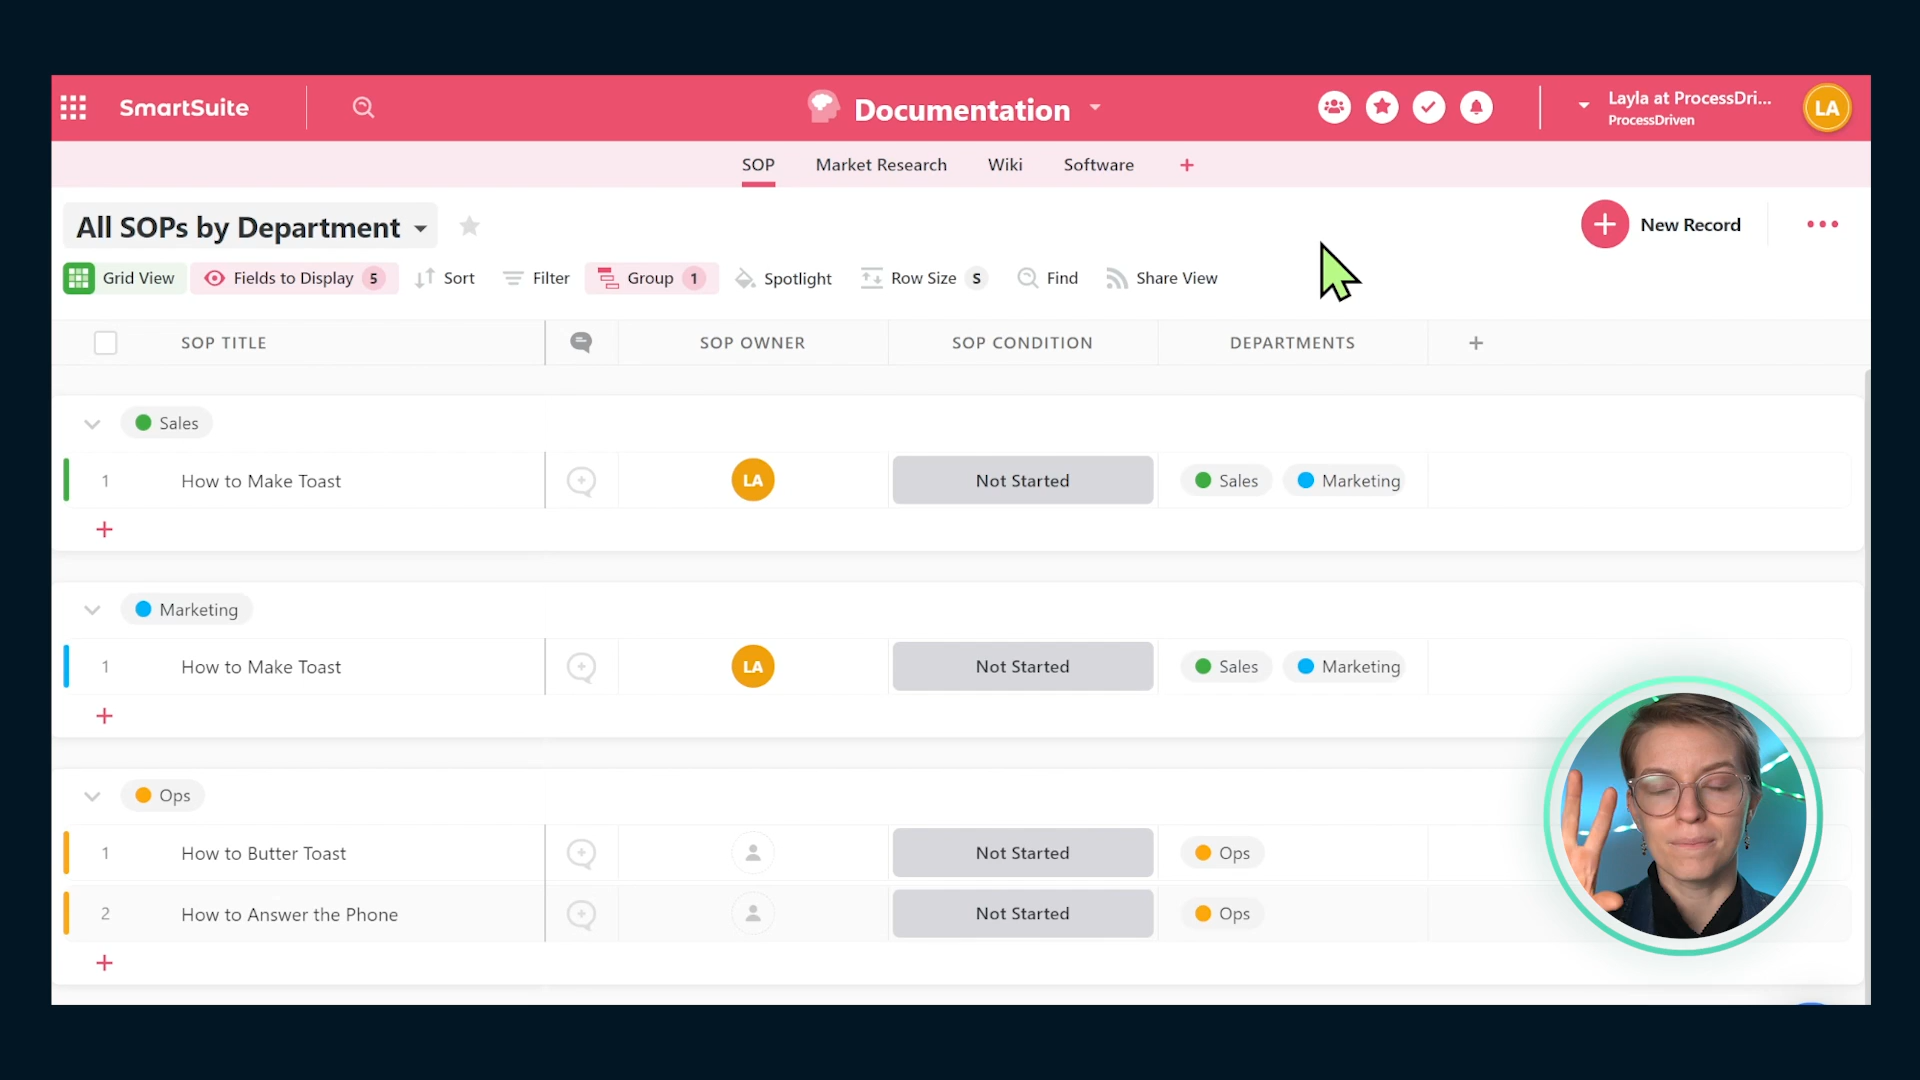 SmartSuite
Documentation
Layla at ProcessDri...
ProcessDriven
LA
SOP Market Research Wiki Software +
All SOPs by Department
New Record
Grid View Fields to Display 5 Sort Filter Group 1 Spotlight Row Size S Find Share View
SOP TITLE SOP OWNER SOP CONDITION DEPARTMENTS +
Sales
1 How to Make Toast LA Not Started Sales Marketing
+
Marketing
1 How to Make Toast LA Not Started Sales Marketing
+
Ops
1 How to Butter Toast Not Started Ops
2 How to Answer the Phone Not Started Ops
+